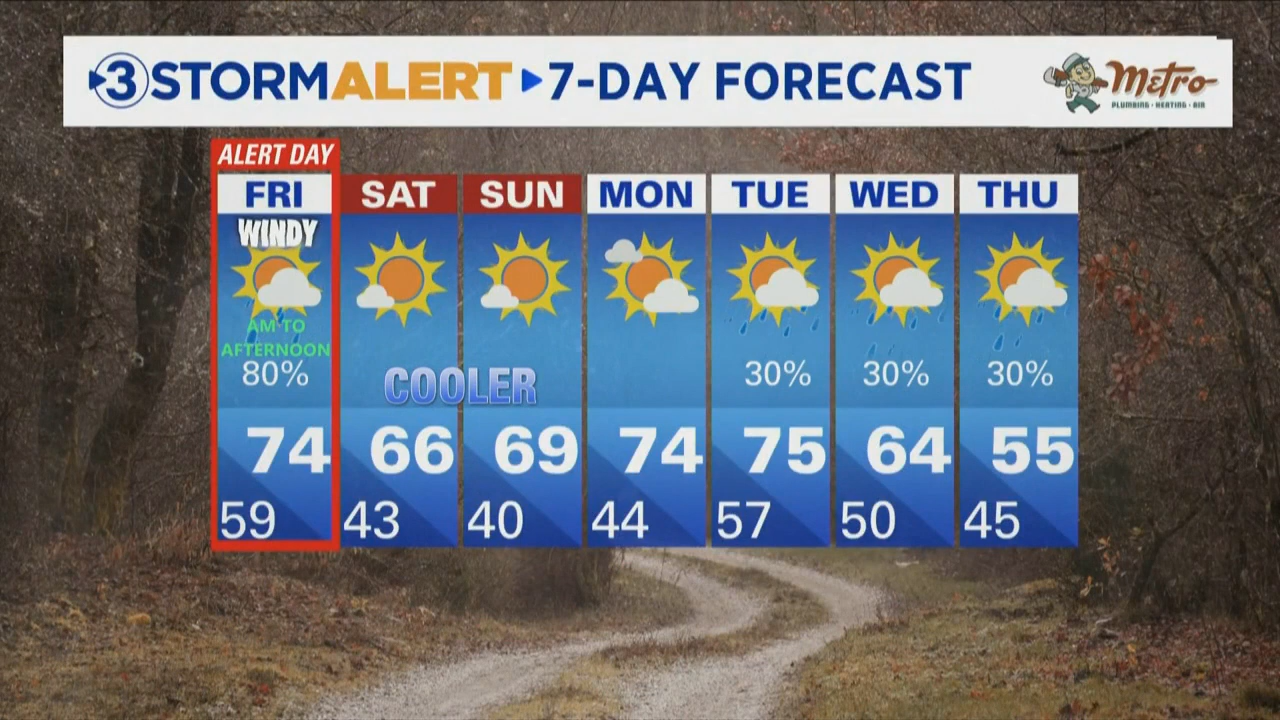 3 STORM ALERT 7-DAY FORECAST
Metro
PLUMBING · HEATING · AIR
ALERT DAY
FRI SAT SUN MON TUE WED THU
WINDY
AM TO
AFTERNOON
80% 30% 30% 30%
COOLER
74 66 69 74 75 64 55
59 43 40 44 57 50 45